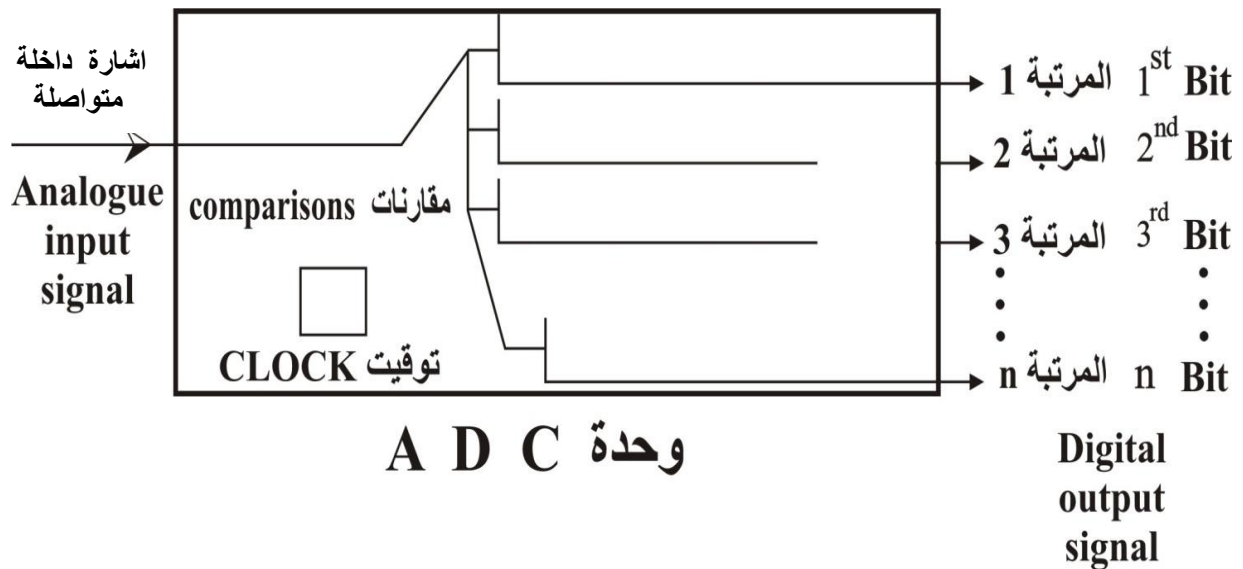 اشارة داخلة
متواصلة
Analogue
input
signal
مقارنات comparisons
توقيت CLOCK
1 المرتبة 1st Bit
2 المرتبة 2nd Bit
3 المرتبة 3rd Bit
n المرتبة n Bit
وحدة A D C
Digital
output
signal